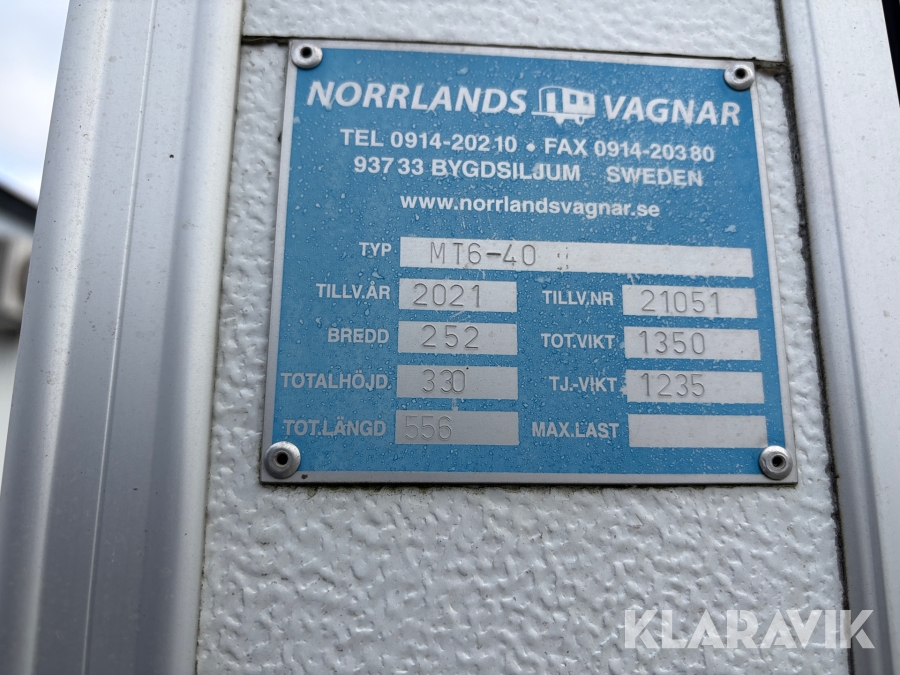 NORRLANDS VAGNAR
TEL 0914-20210 • FAX 0914-20380
937 33 BYGDSILJUM SWEDEN
www.norrlandsvagnar.se
TYP MT6-40
TILLV.ÅR 2021 TILLV.NR 21051
BREDD 252 TOT.VIKT 1350
TOTALHÖJD. 330 TJ.-VIKT 1235
TOT.LÄNGD 556 MAX.LAST
KLARAVIK